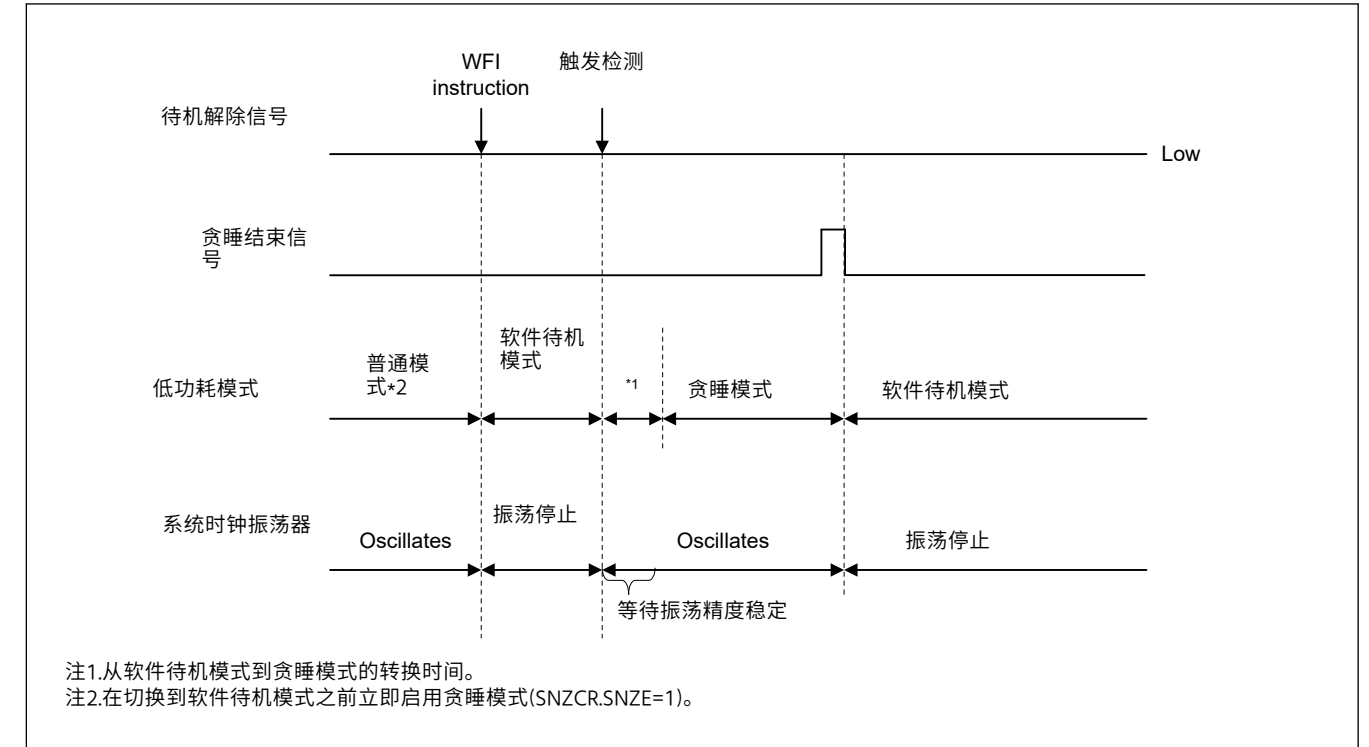 WFI
instruction
触发检测
待机解除信号
Low
贪睡结束信
号
低功耗模式
普通模
式*2
软件待机
模式
*1
贪睡模式
软件待机模式
系统时钟振荡器
Oscillates
振荡停止
Oscillates
振荡停止
等待振荡精度稳定
注1.从软件待机模式到贪睡模式的转换时间。
注2.在切换到软件待机模式之前立即启用贪睡模式(SNZCR.SNZE=1)。